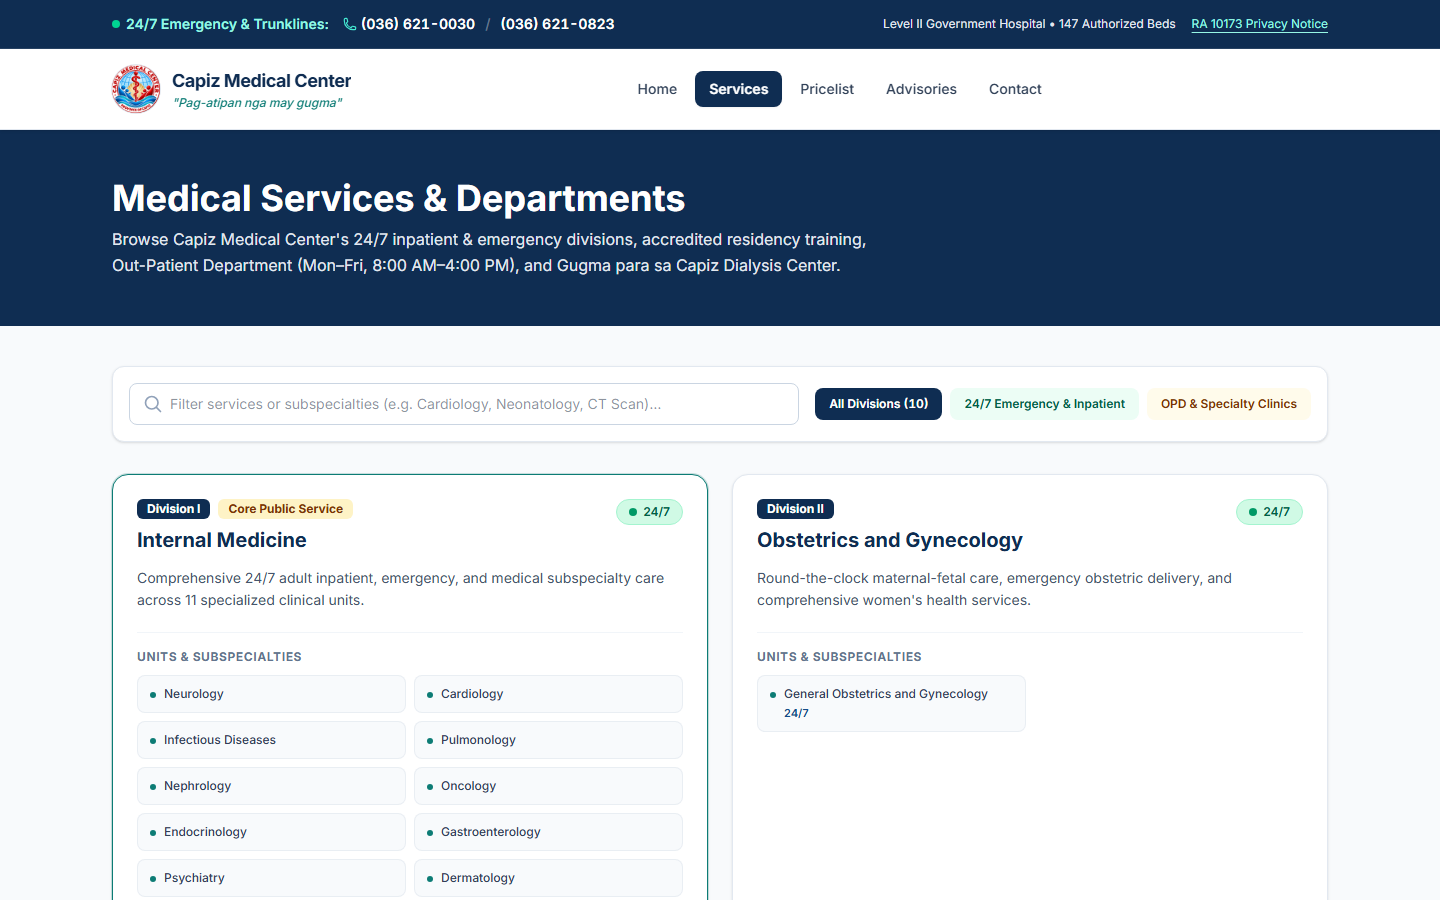 24/7 Emergency & Trunklines: (036) 621-0030 / (036) 621-0823
Level II Government Hospital • 147 Authorized Beds RA 10173 Privacy Notice
Capiz Medical Center
"Pag-atipan nga may gugma"
Home Services Pricelist Advisories Contact
Medical Services & Departments
Browse Capiz Medical Center's 24/7 inpatient & emergency divisions, accredited residency training,
Out-Patient Department (Mon–Fri, 8:00 AM–4:00 PM), and Gugma para sa Capiz Dialysis Center.
Filter services or subspecialties (e.g. Cardiology, Neonatology, CT Scan)...
All Divisions (10) 24/7 Emergency & Inpatient OPD & Specialty Clinics
Division I Core Public Service 24/7
Internal Medicine
Comprehensive 24/7 adult inpatient, emergency, and medical subspecialty care
across 11 specialized clinical units.
UNITS & SUBSPECIALTIES
Neurology Cardiology
Infectious Diseases Pulmonology
Nephrology Oncology
Endocrinology Gastroenterology
Psychiatry Dermatology
Division II 24/7
Obstetrics and Gynecology
Round-the-clock maternal-fetal care, emergency obstetric delivery, and
comprehensive women's health services.
UNITS & SUBSPECIALTIES
General Obstetrics and Gynecology
24/7